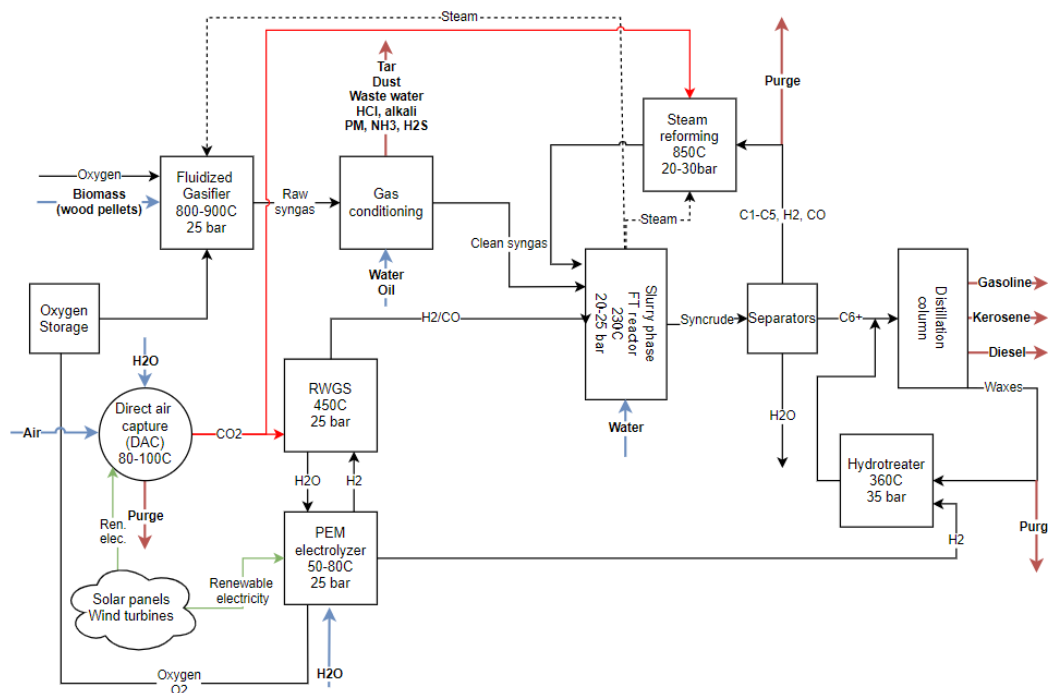 Steam
Tar
Dust
Waste water
HCl, alkali
PM, NH3, H2S
Purge
Steam
reforming
850C
20-30bar
Oxygen
Biomass
(wood pellets)
Fluidized
Gasifier
800-900C
25 bar
Raw
syngas
Gas
conditioning
Clean syngas
Steam
C1-C5, H2, CO
Water
Oil
Oxygen
Storage
H2/CO
Slurry phase
FT reactor
230C
20-25 bar
Syncrude
Separators
C6+
Distillation
column
Gasoline
Kerosene
Diesel
Waxes
H2O
Air
Direct air
capture
(DAC)
80-100C
CO2
RWGS
450C
25 bar
Water
H2O
Hydrotreater
360C
35 bar
H2O
H2
Purge
Ren.
elec.
PEM
electrolyzer
50-80C
25 bar
H2
Purg
Renewable
electricity
Solar panels
Wind turbines
Oxygen
O2
H2O